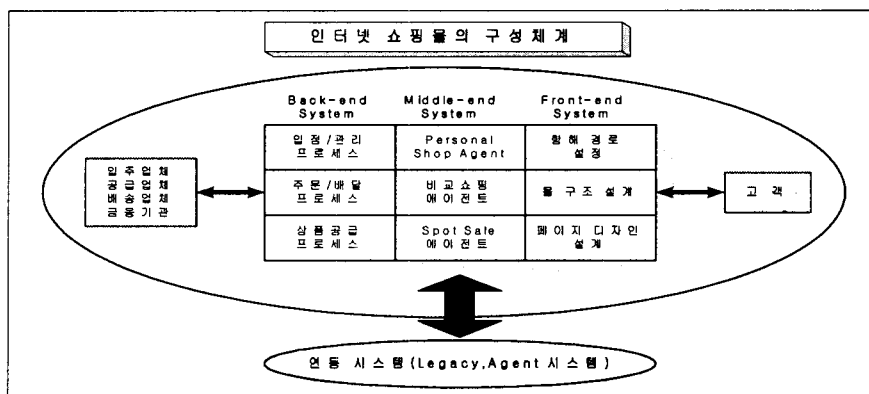 인터넷 쇼핑몰의 구성체계
Back-end
System
Middle-end
System
Front-end
System
입점/관리
프로세스
Personal
Shop Agent
항해 경로
설정
입주업체
공급업체
배송업체
금융기관
주문/배달
프로세스
비교쇼핑
에이전트
몰 구조 설계
고객
상품공급
프로세스
Spot Sale
에이전트
페이지 디자인
설계
연동 시스템(Legacy,Agent 시스템)